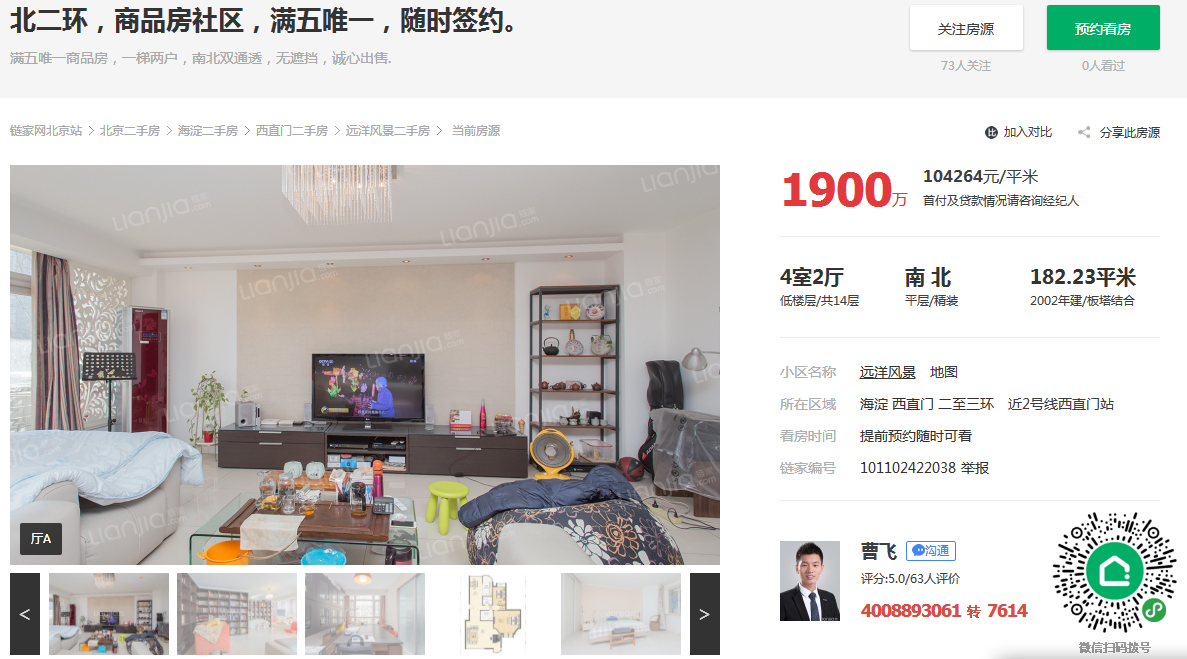 北二环，商品房社区，满五唯一，随时签约。
满五唯一商品房，一梯两户，南北双通透，无遮挡，诚心出售.
关注房源
73人关注
预约看房
0人看过
链家网北京站 > 北京二手房 > 海淀二手房 > 西直门二手房 > 远洋风景二手房 > 当前房源
比 加入对比
分享此房源
1900万
104264元/平米
首付及贷款情况请咨询经纪人
4室2厅
低楼层/共14层
南 北
平层/精装
182.23平米
2002年建/板塔结合
小区名称 远洋风景 地图
所在区域 海淀 西直门 二至三环 近2号线西直门站
看房时间 提前预约随时可看
链家编号 101102422038 举报
曹飞 沟通
评分:5.0/63人评价
4008893061 转 7614
微信扫码拨号
Lianjia.com
Lianjia.com
Lianjia.com
Lianjia.com
Lianjia.com
厅A
< >